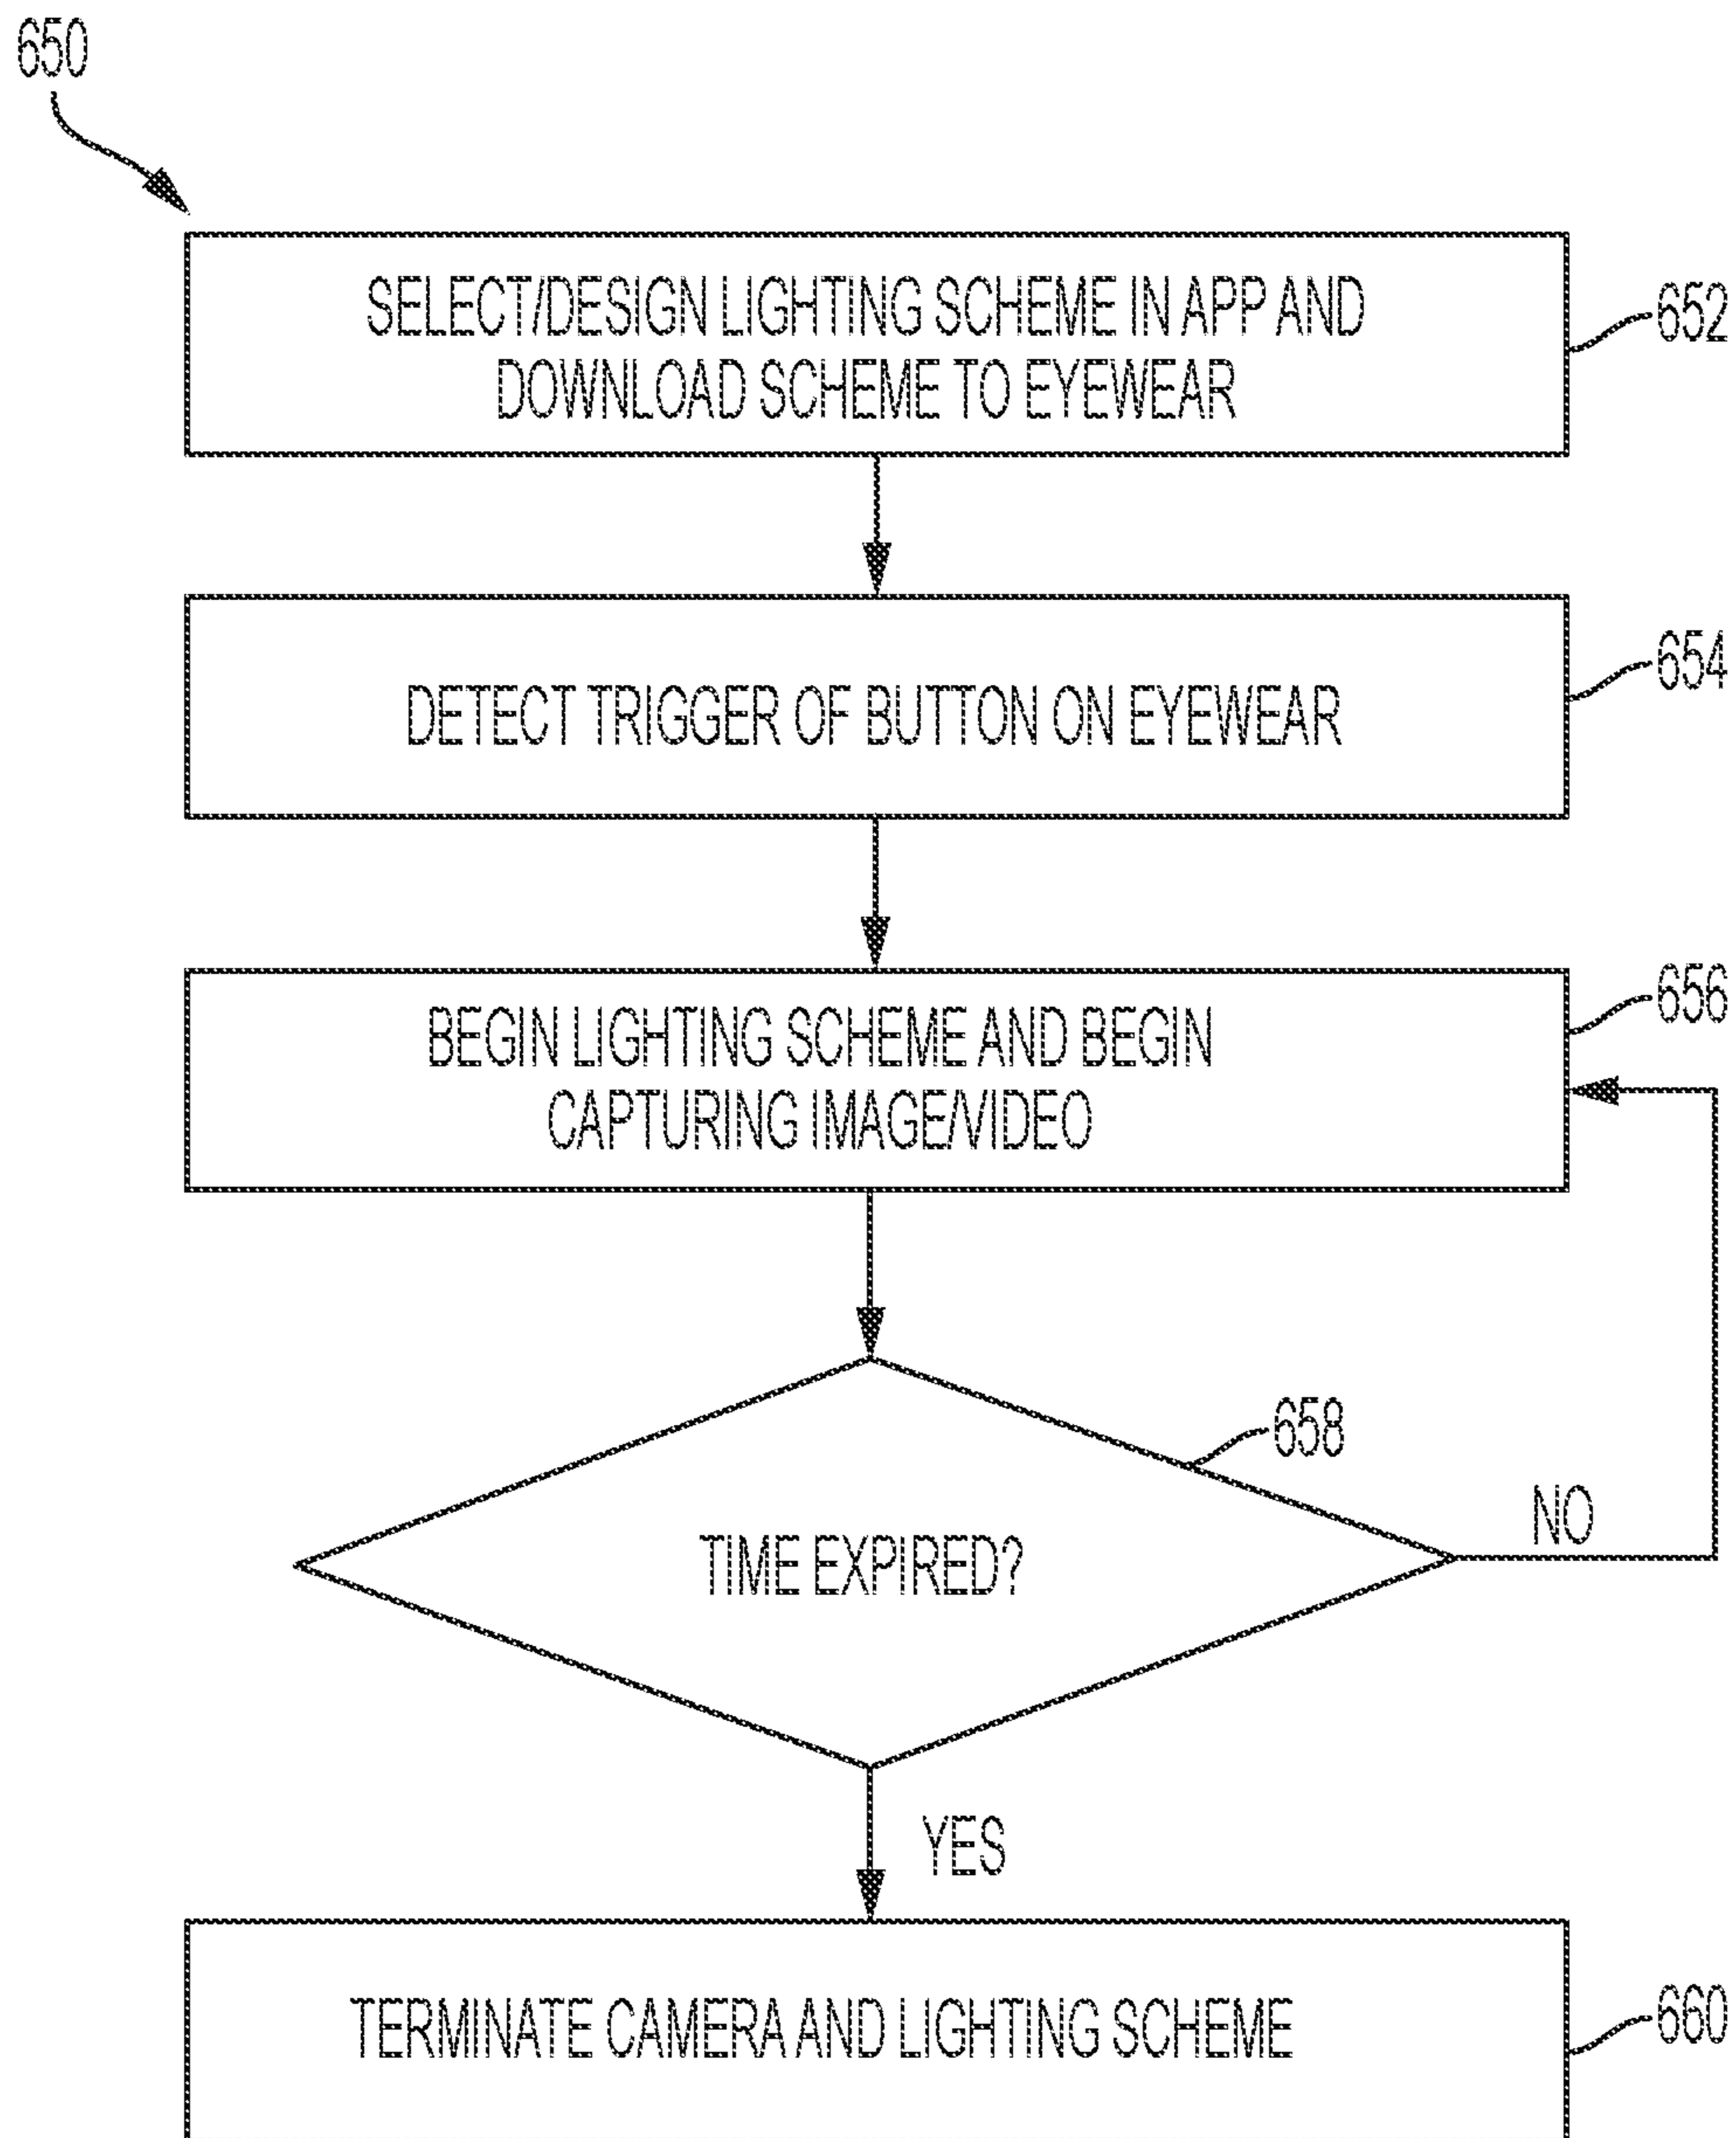 650
SELECT/DESIGN LIGHTING SCHEME IN APP AND
DOWNLOAD SCHEME TO EYEWEAR
652
DETECT TRIGGER OF BUTTON ON EYEWEAR
654
BEGIN LIGHTING SCHEME AND BEGIN
CAPTURING IMAGE/VIDEO
656
TIME EXPIRED?
658
NO
YES
TERMINATE CAMERA AND LIGHTING SCHEME
660